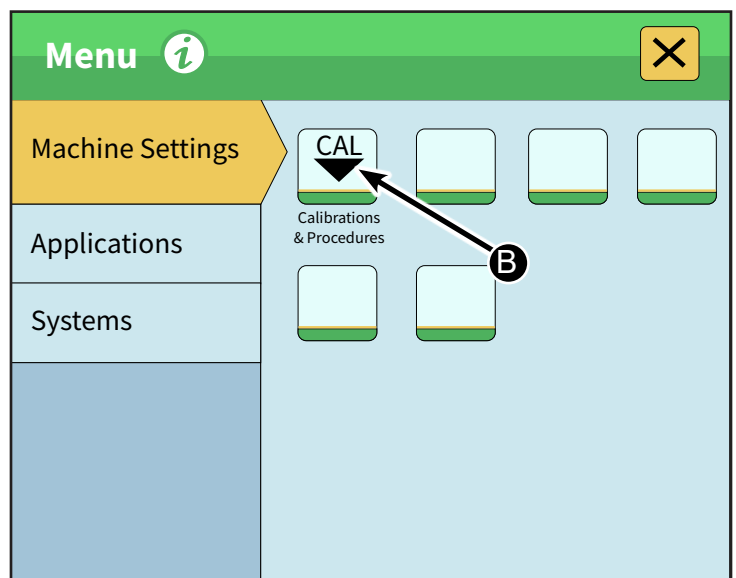 Menu i
Machine Settings
Applications
Systems
CAL
Calibrations
& Procedures
B